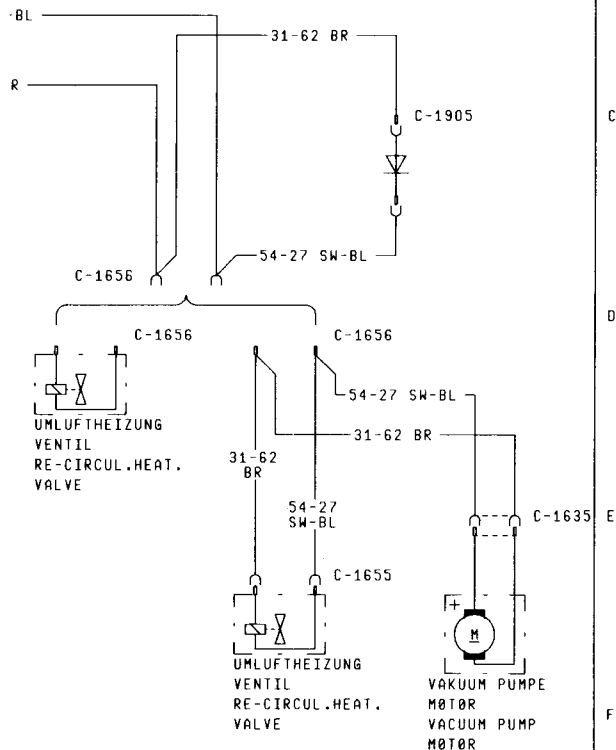 BL
31-62 BR
R
C-1905
C
54-27 SW-BL
C-1656
D
C-1656
C-1656
54-27 SW-BL
UMLUFTHEIZUNG
VENTIL
RE-CIRCUL.HEAT.
VALVE
31-62 BR
31-62
BR
54-27
SW-BL
C-1635
E
C-1655
+
M
UMLUFTHEIZUNG
VENTIL
RE-CIRCUL.HEAT.
VALVE
VAKUUM PUMPE
MØTØR
VACUUM PUMP
MØTØR
F